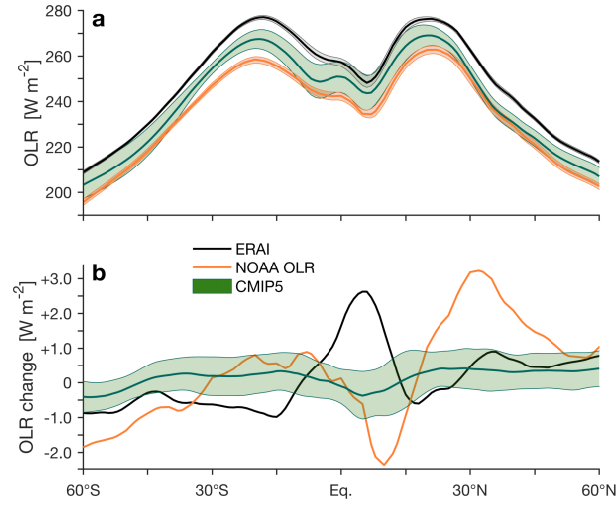 a
280
260
240
220
200
OLR [W m⁻²]
b
ERAI
NOAA OLR
CMIP5
+3.0
+2.0
+1.0
0
-1.0
-2.0
OLR change [W m⁻²]
60°S
30°S
Eq.
30°N
60°N